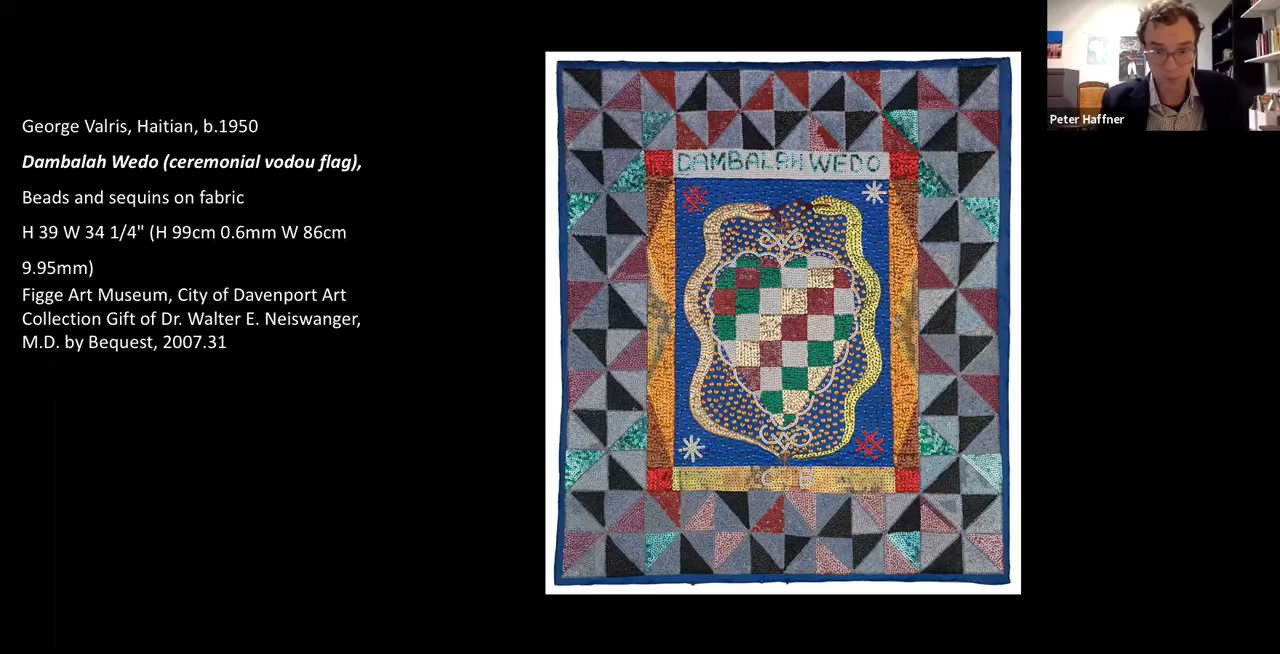 George Valris, Haitian, b.1950
Dambalah Wedo (ceremonial vodou flag),
Beads and sequins on fabric
H 39 W 34 1/4" (H 99cm 0.6mm W 86cm
9.95mm)
Figge Art Museum, City of Davenport Art
Collection Gift of Dr. Walter E. Neiswanger,
M.D. by Bequest, 2007.31
DAMBALAH WEDO
C B
Peter Haffner